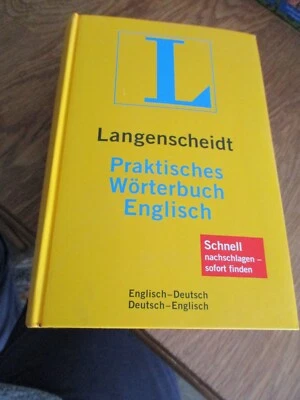 L
Langenscheidt
Praktisches
Wörterbuch
Englisch
Schnell
nachschlagen –
sofort finden
Englisch–Deutsch
Deutsch–Englisch